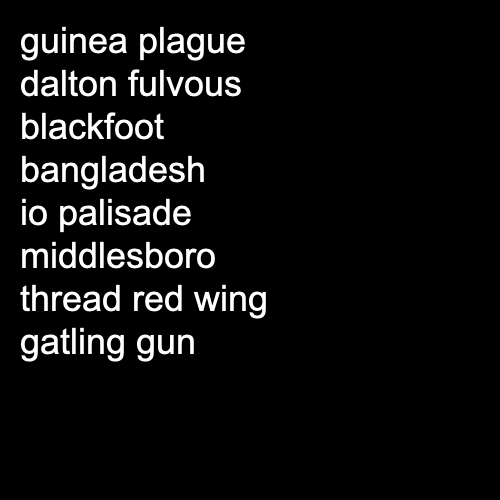 guinea plague
dalton fulvous
blackfoot
bangladesh
io palisade
middlesboro
thread red wing
gatling gun